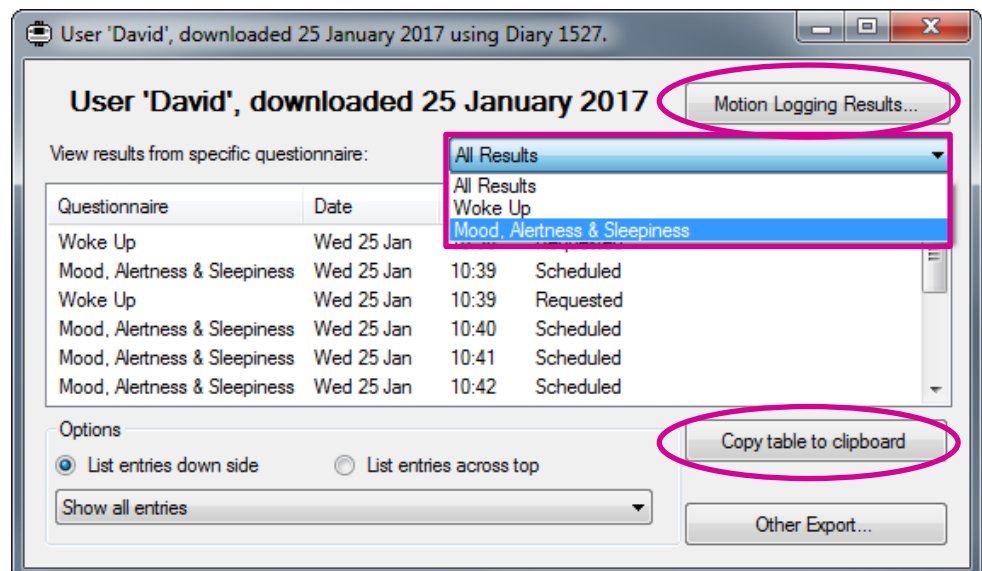 User 'David', downloaded 25 January 2017 using Diary 1527.
User 'David', downloaded 25 January 2017
Motion Logging Results...
View results from specific questionnaire:
All Results
All Results
Woke Up
Mood, Alertness & Sleepiness
Questionnaire Date
Woke Up Wed 25 Jan
Mood, Alertness & Sleepiness Wed 25 Jan 10:39 Scheduled
Woke Up Wed 25 Jan 10:39 Requested
Mood, Alertness & Sleepiness Wed 25 Jan 10:40 Scheduled
Mood, Alertness & Sleepiness Wed 25 Jan 10:41 Scheduled
Mood, Alertness & Sleepiness Wed 25 Jan 10:42 Scheduled
Options
List entries down side
List entries across top
Show all entries
Copy table to clipboard
Other Export...